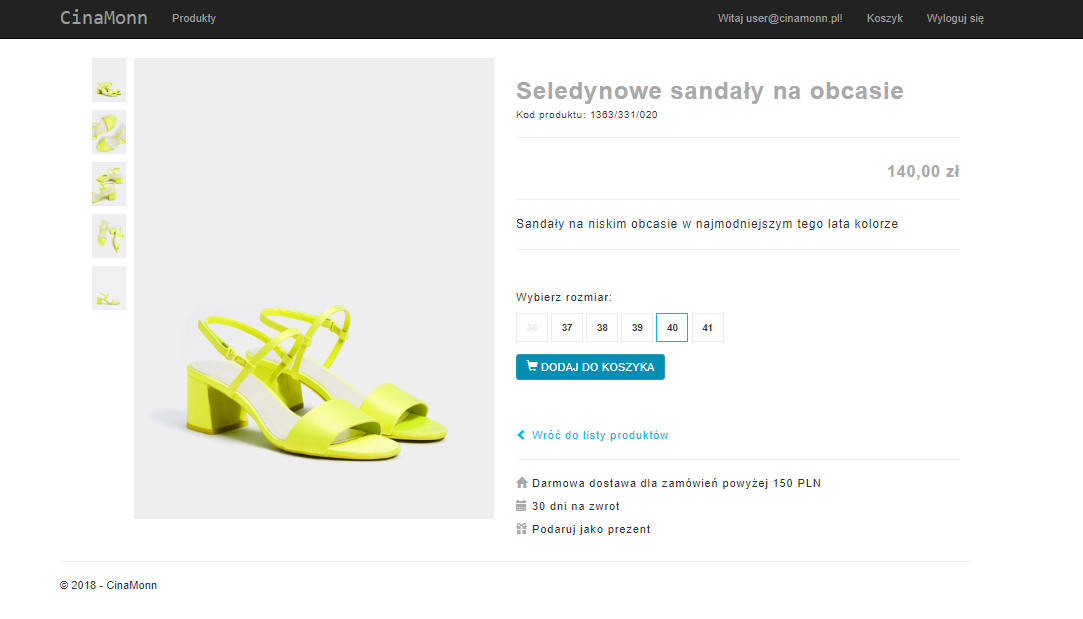 CinaMonn Produkty Witaj user@cinamonn.pl! Koszyk Wyloguj się
Seledynowe sandały na obcasie
Kod produktu: 1363/331/020
140,00 zł
Sandały na niskim obcasie w najmodniejszym tego lata kolorze
Wybierz rozmiar:
36 37 38 39 40 41
DODAJ DO KOSZYKA
Wróć do listy produktów
Darmowa dostawa dla zamówień powyżej 150 PLN
30 dni na zwrot
Podaruj jako prezent
© 2018 - CinaMonn